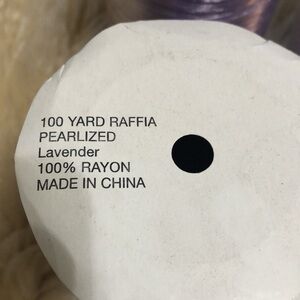 100 YARD RAFFIA
PEARLIZED
Lavender
100% RAYON
MADE IN CHINA